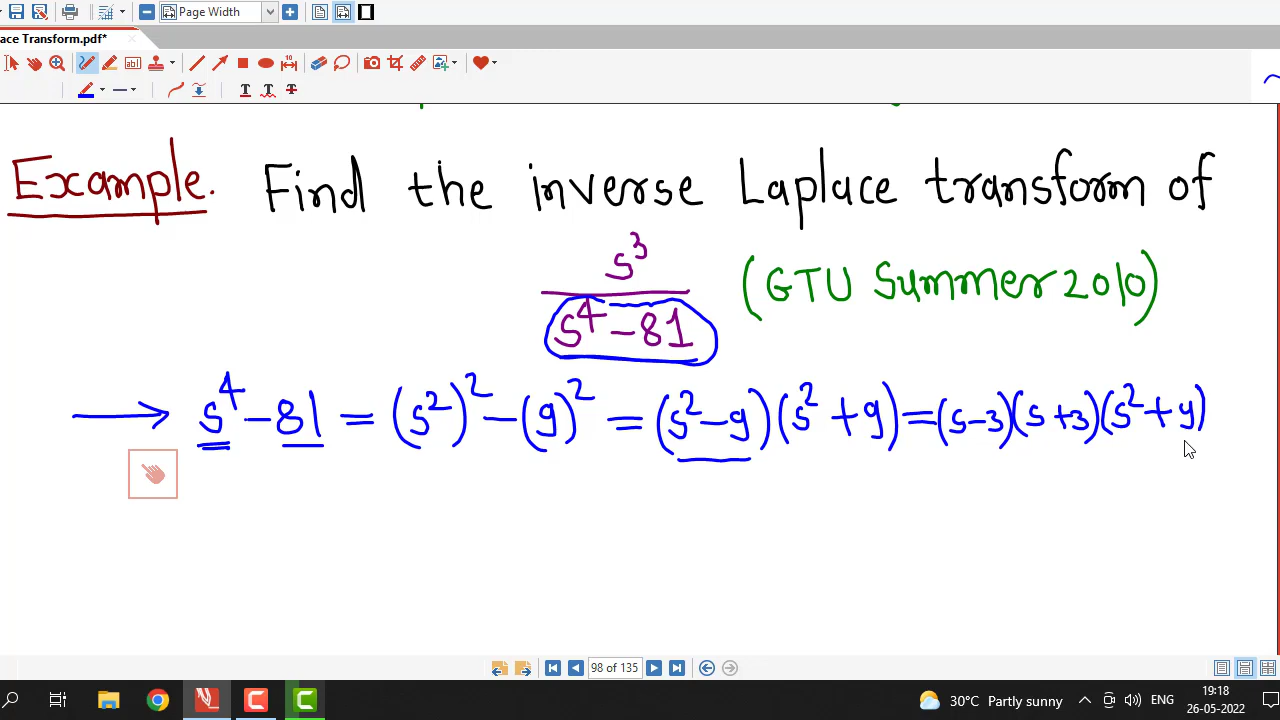 Page Width
lace Transform.pdf*
Example. Find the inverse Laplace transform of
s³
s⁴ - 81
(GTU Summer 2010)
→ s⁴ - 81 = (s²)² - (9)² = (s² - 9)(s² + 9) = (s-3)(s+3)(s²+9)
98 of 135
30°C Partly sunny
ENG
19:18
26-05-2022